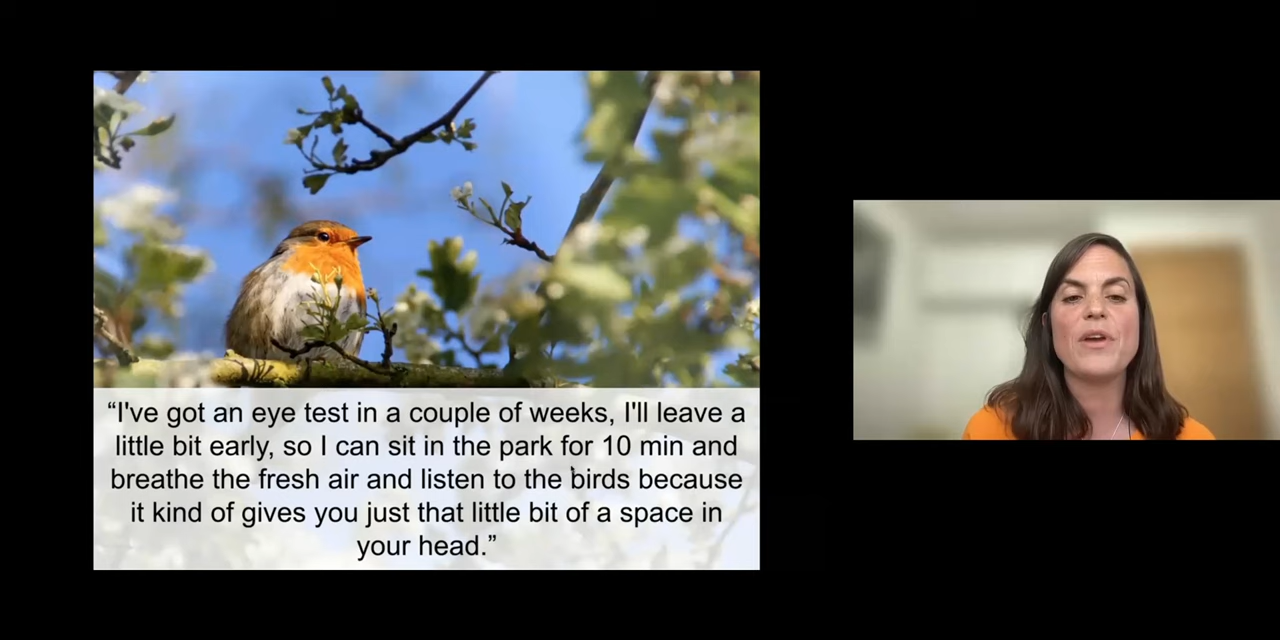 “I've got an eye test in a couple of weeks, I'll leave a
little bit early, so I can sit in the park for 10 min and
breathe the fresh air and listen to the birds because
it kind of gives you just that little bit of a space in
your head.”